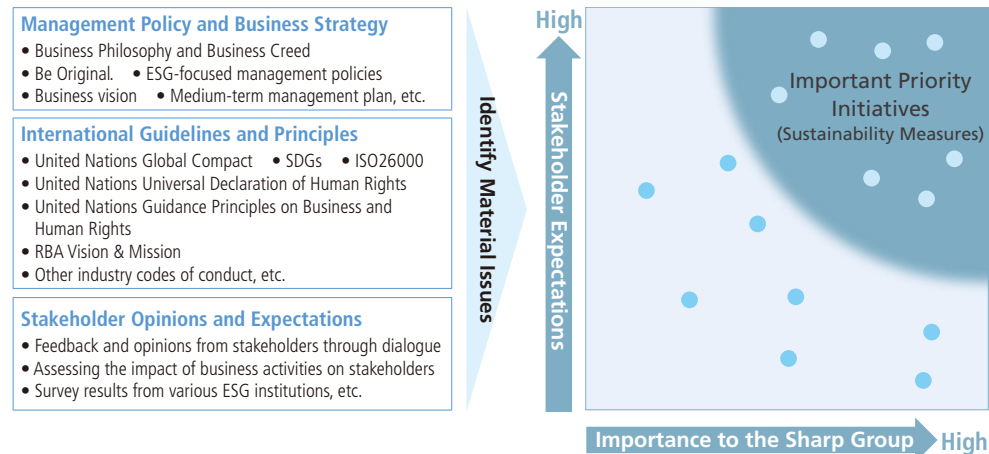 Management Policy and Business Strategy
• Business Philosophy and Business Creed
• Be Original. • ESG-focused management policies
• Business vision • Medium-term management plan, etc.
International Guidelines and Principles
• United Nations Global Compact • SDGs • ISO26000
• United Nations Universal Declaration of Human Rights
• United Nations Guidance Principles on Business and
Human Rights
• RBA Vision & Mission
• Other industry codes of conduct, etc.
Stakeholder Opinions and Expectations
• Feedback and opinions from stakeholders through dialogue
• Assessing the impact of business activities on stakeholders
• Survey results from various ESG institutions, etc.
Identify Material Issues
High
Stakeholder Expectations
Important Priority
Initiatives
(Sustainability Measures)
Importance to the Sharp Group
High